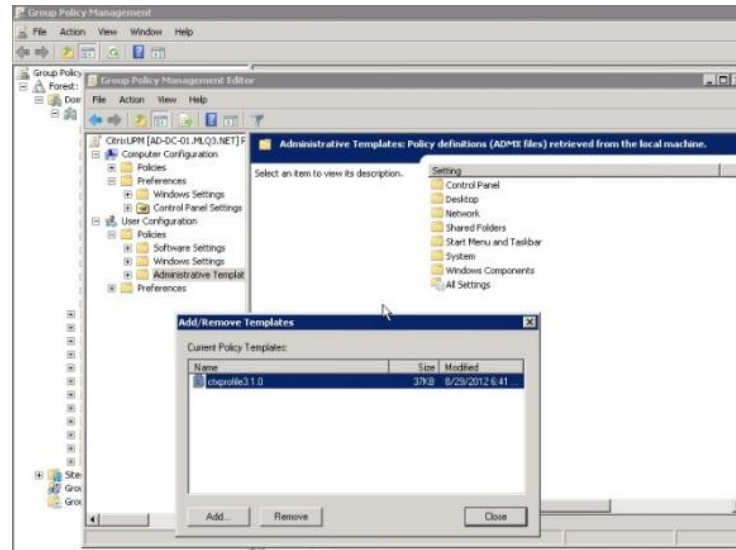 Group Policy Management
File Action View Window Help
Group Policy
Forest:
Dor
Group Policy Management Editor
File Action View Help
CitrixUPM [AD-DC-01.MLQ3.NET] P
Computer Configuration
Policies
Preferences
Windows Settings
Control Panel Settings
User Configuration
Policies
Software Settings
Windows Settings
Administrative Templat
Preferences
Site
Grou
Grou
Administrative Templates: Policy definitions (ADMX files) retrieved from the local machine.
Select an item to view its description.
Setting
Control Panel
Desktop
Network
Shared Folders
Start Menu and Taskbar
System
Windows Components
All Settings
Add/Remove Templates
Current Policy Templates:
Name Size Modified
ctxprofile3.1.0 37KB 8/29/2012 6:41 ...
Add... Remove Close